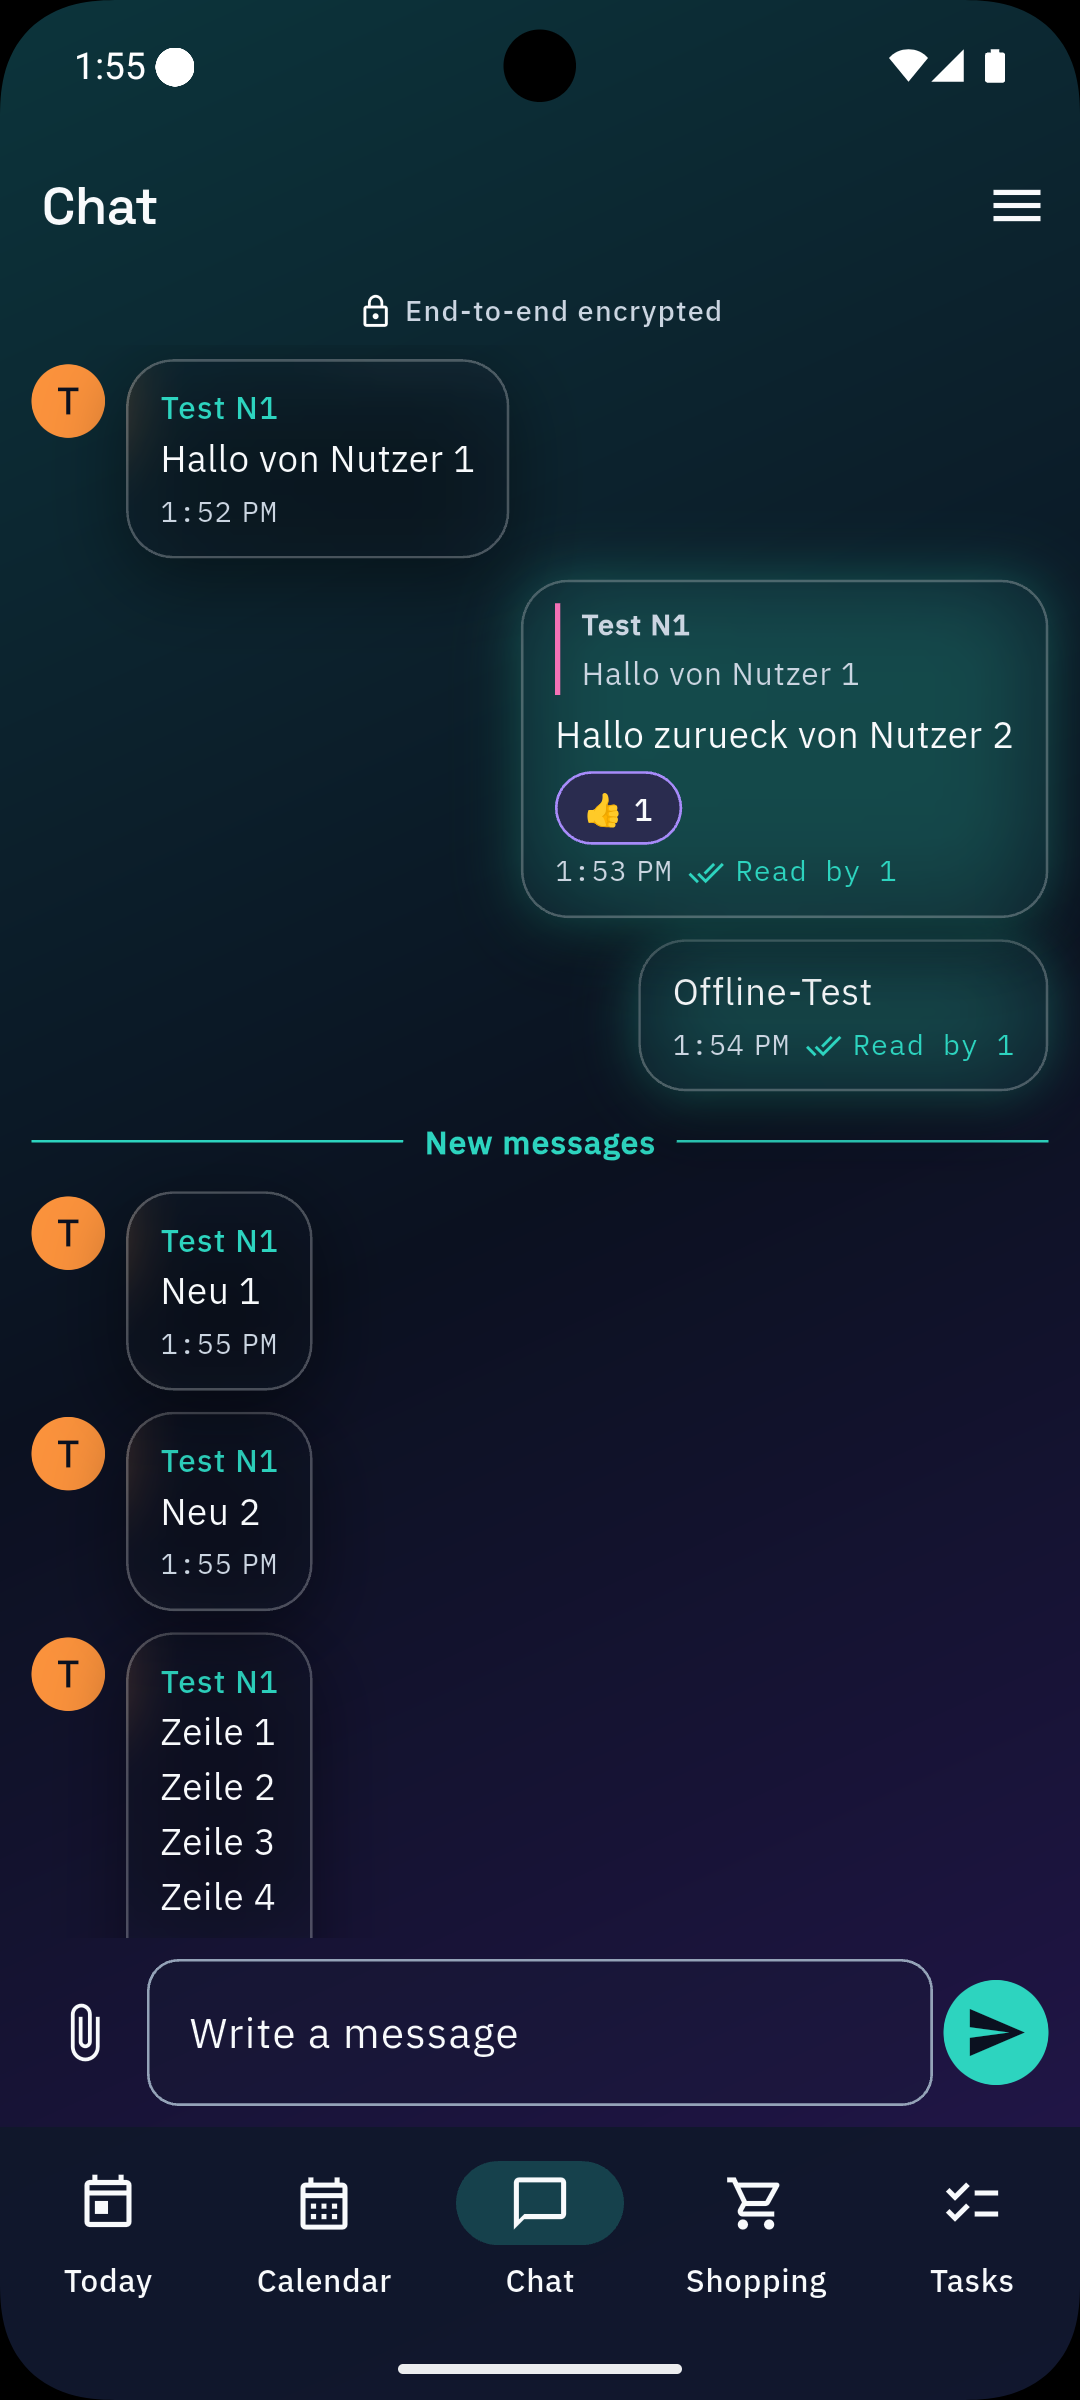 1:55
Chat
End-to-end encrypted
T
Test N1
Hallo von Nutzer 1
1:52 PM
Test N1
Hallo von Nutzer 1
Hallo zurueck von Nutzer 2
👍 1
1:53 PM Read by 1
Offline-Test
1:54 PM Read by 1
New messages
T
Test N1
Neu 1
1:55 PM
T
Test N1
Neu 2
1:55 PM
T
Test N1
Zeile 1
Zeile 2
Zeile 3
Zeile 4
Write a message
Today Calendar Chat Shopping Tasks